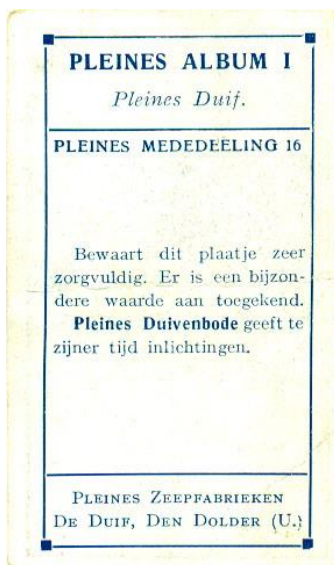 PLEINES ALBUM I
Pleines Duif.
PLEINES MEDEDEELING 16
Bewaart dit plaatje zeer
zorgvuldig. Er is een bijzon-
dere waarde aan toegekend.
Pleines Duivenbode geeft te
zijner tijd inlichtingen.
PLEINES ZEEPFABRIEKEN
DE DUIF, DEN DOLDER (U.)